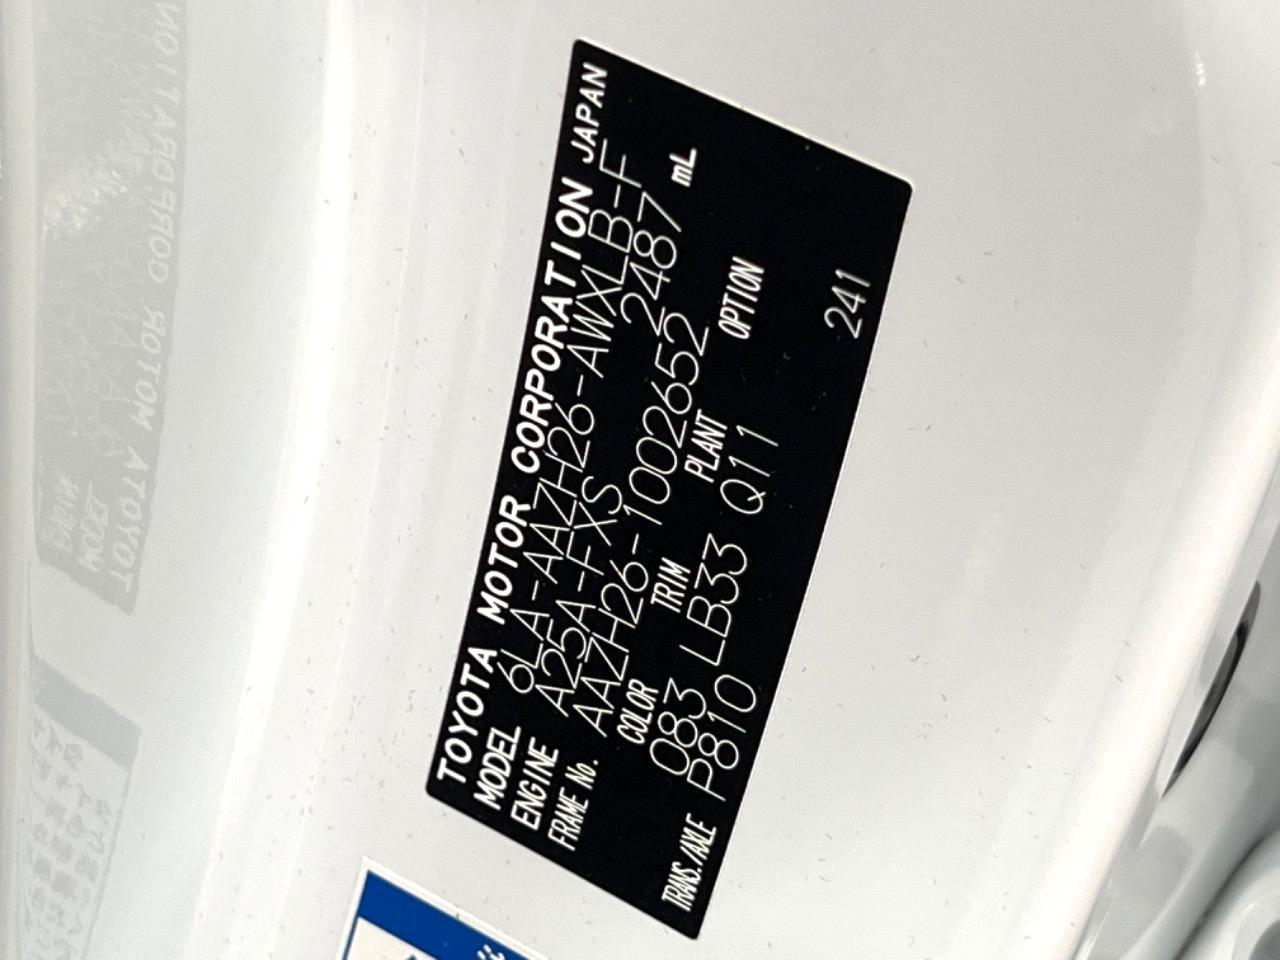 TOYOTA MOTOR CORPORATION JAPAN
MODEL 6LA-AAZH26-AWXLB-F
ENGINE A25A-FXS 2487 mL
FRAME No. AAZH26-1002652
COLOR TRIM PLANT OPTION
083 LB33 Q11
TRANS./AXLE P810 241